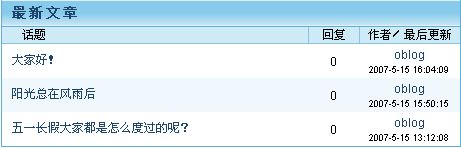 最新文章
话题 回复 作者／最后更新
大家好！ 0 oblog
2007-5-15 16:04:09
阳光总在风雨后 0 oblog
2007-5-15 15:50:15
五一长假大家都是怎么度过的呢？ 0 oblog
2007-5-15 13:12:08